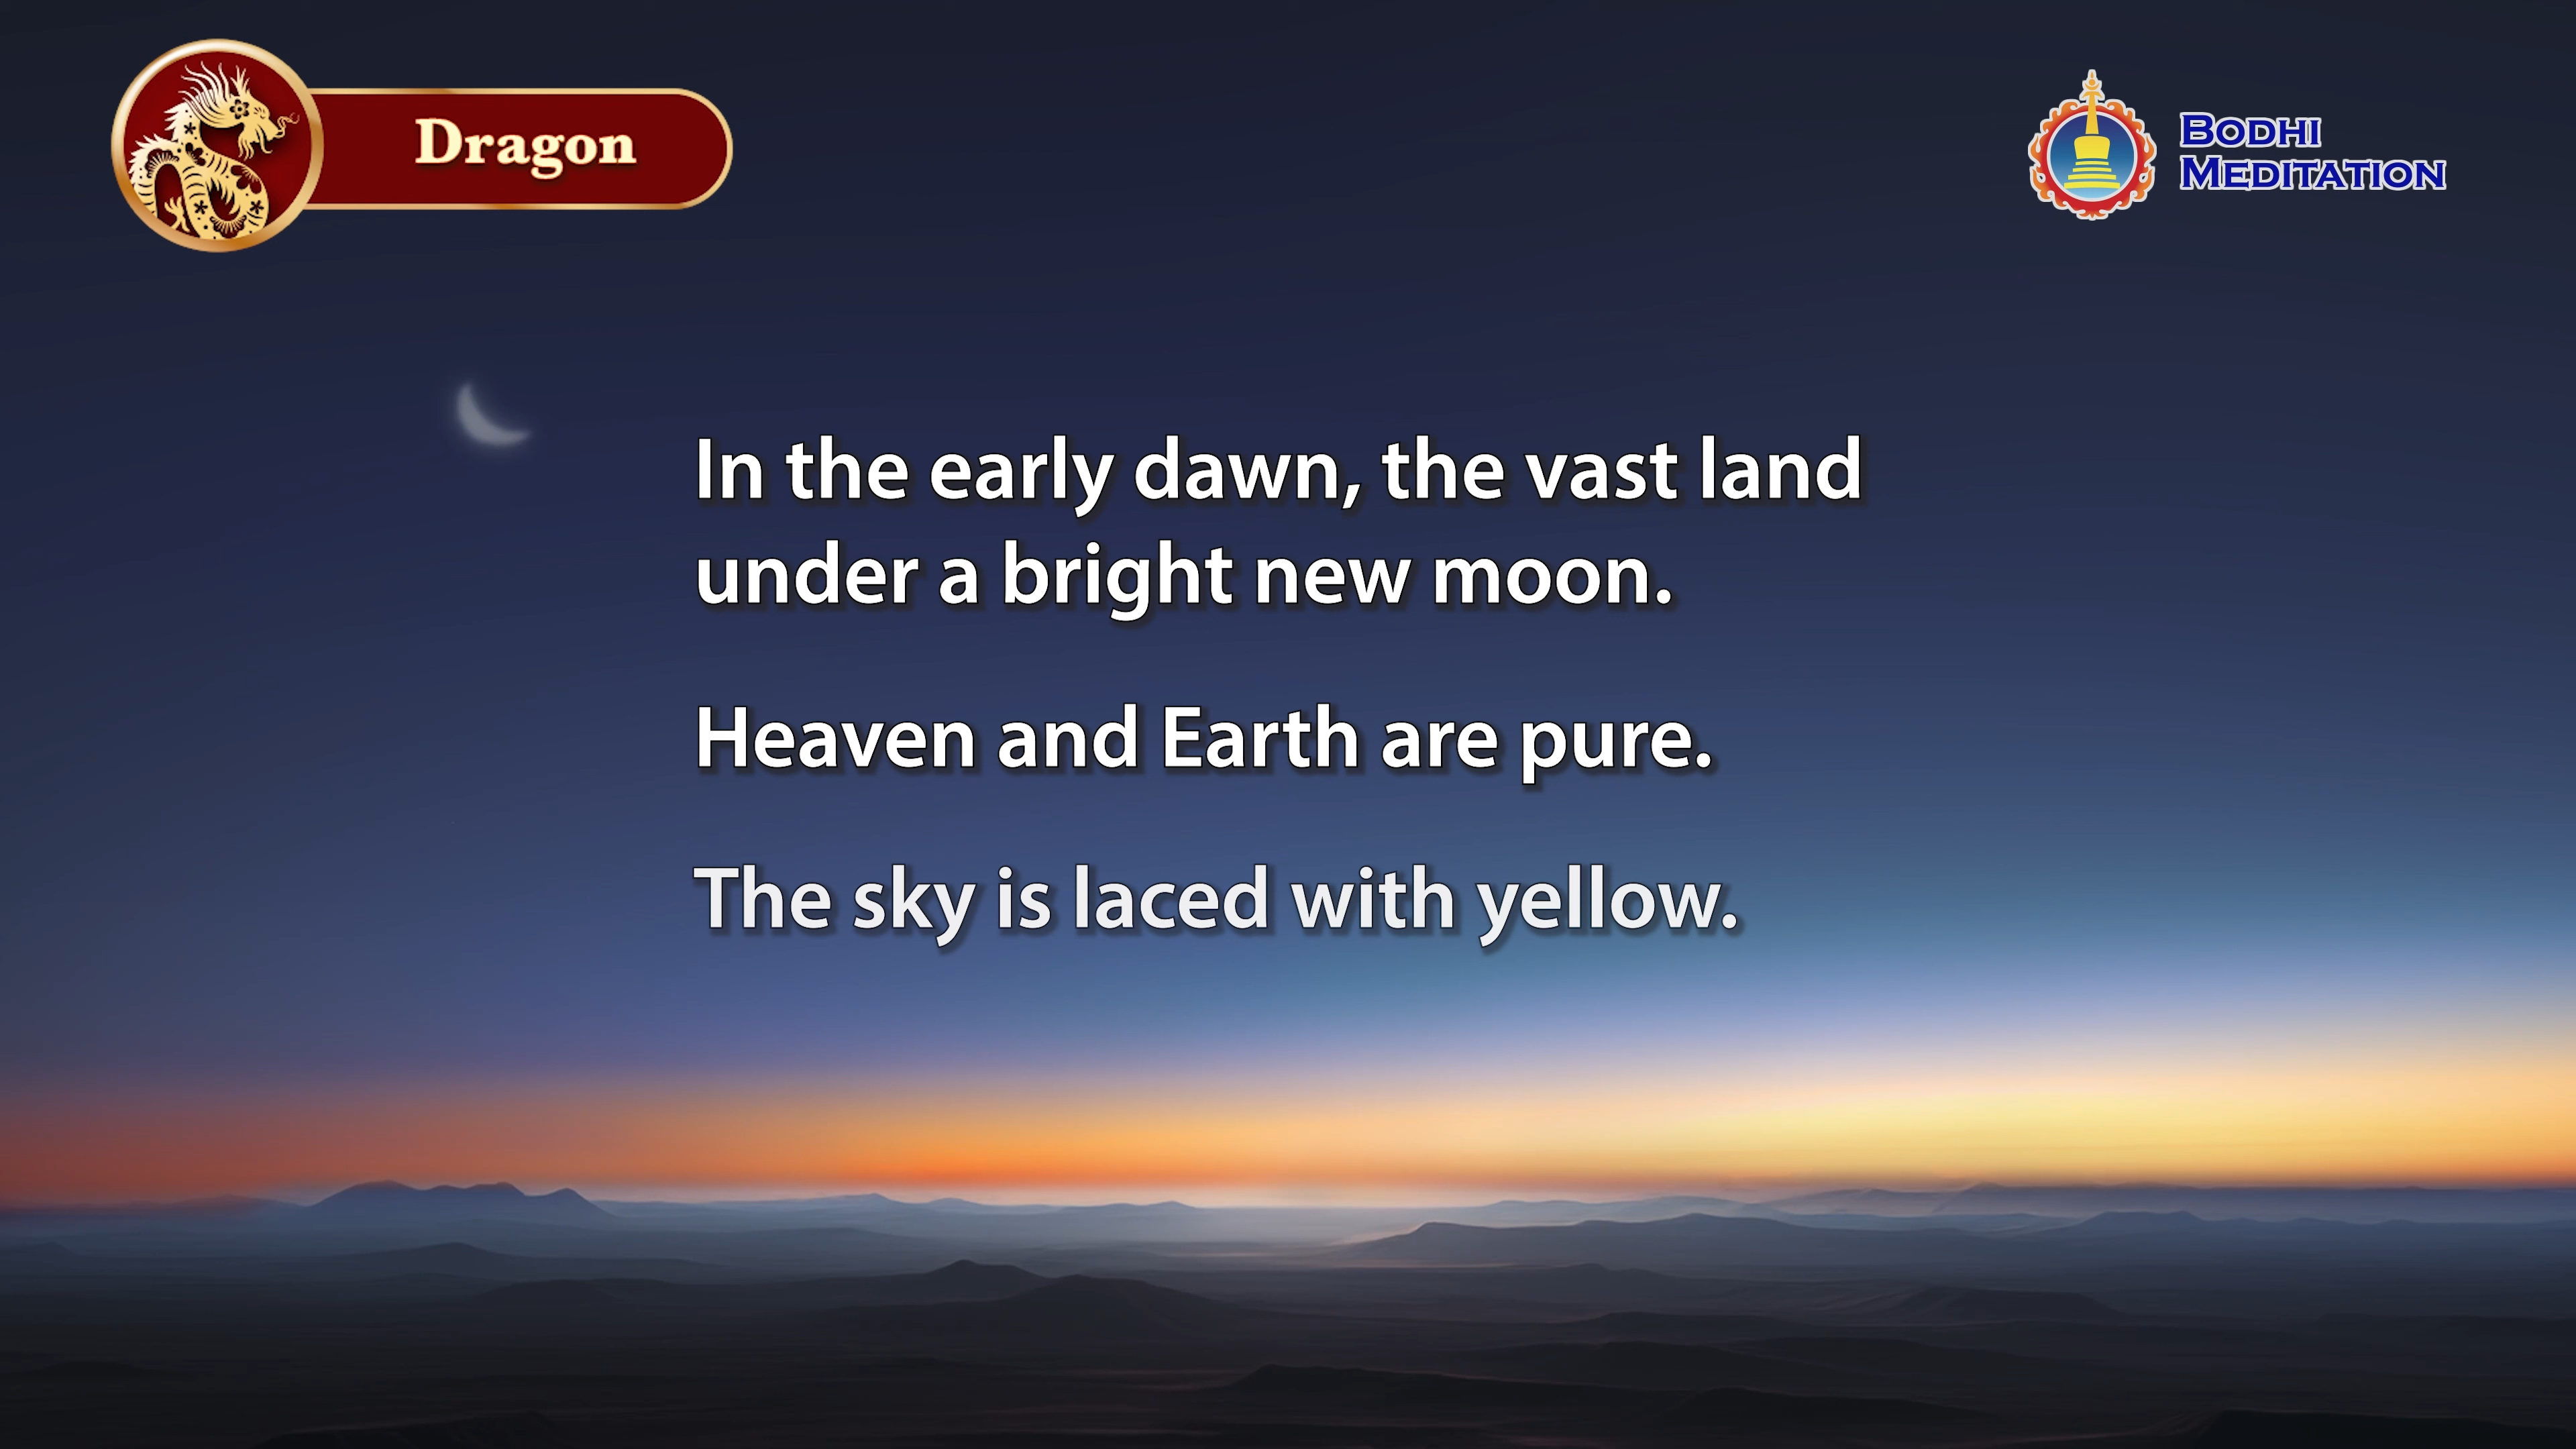 Dragon
BODHI
MEDITATION
In the early dawn, the vast land
under a bright new moon.
Heaven and Earth are pure.
The sky is laced with yellow.